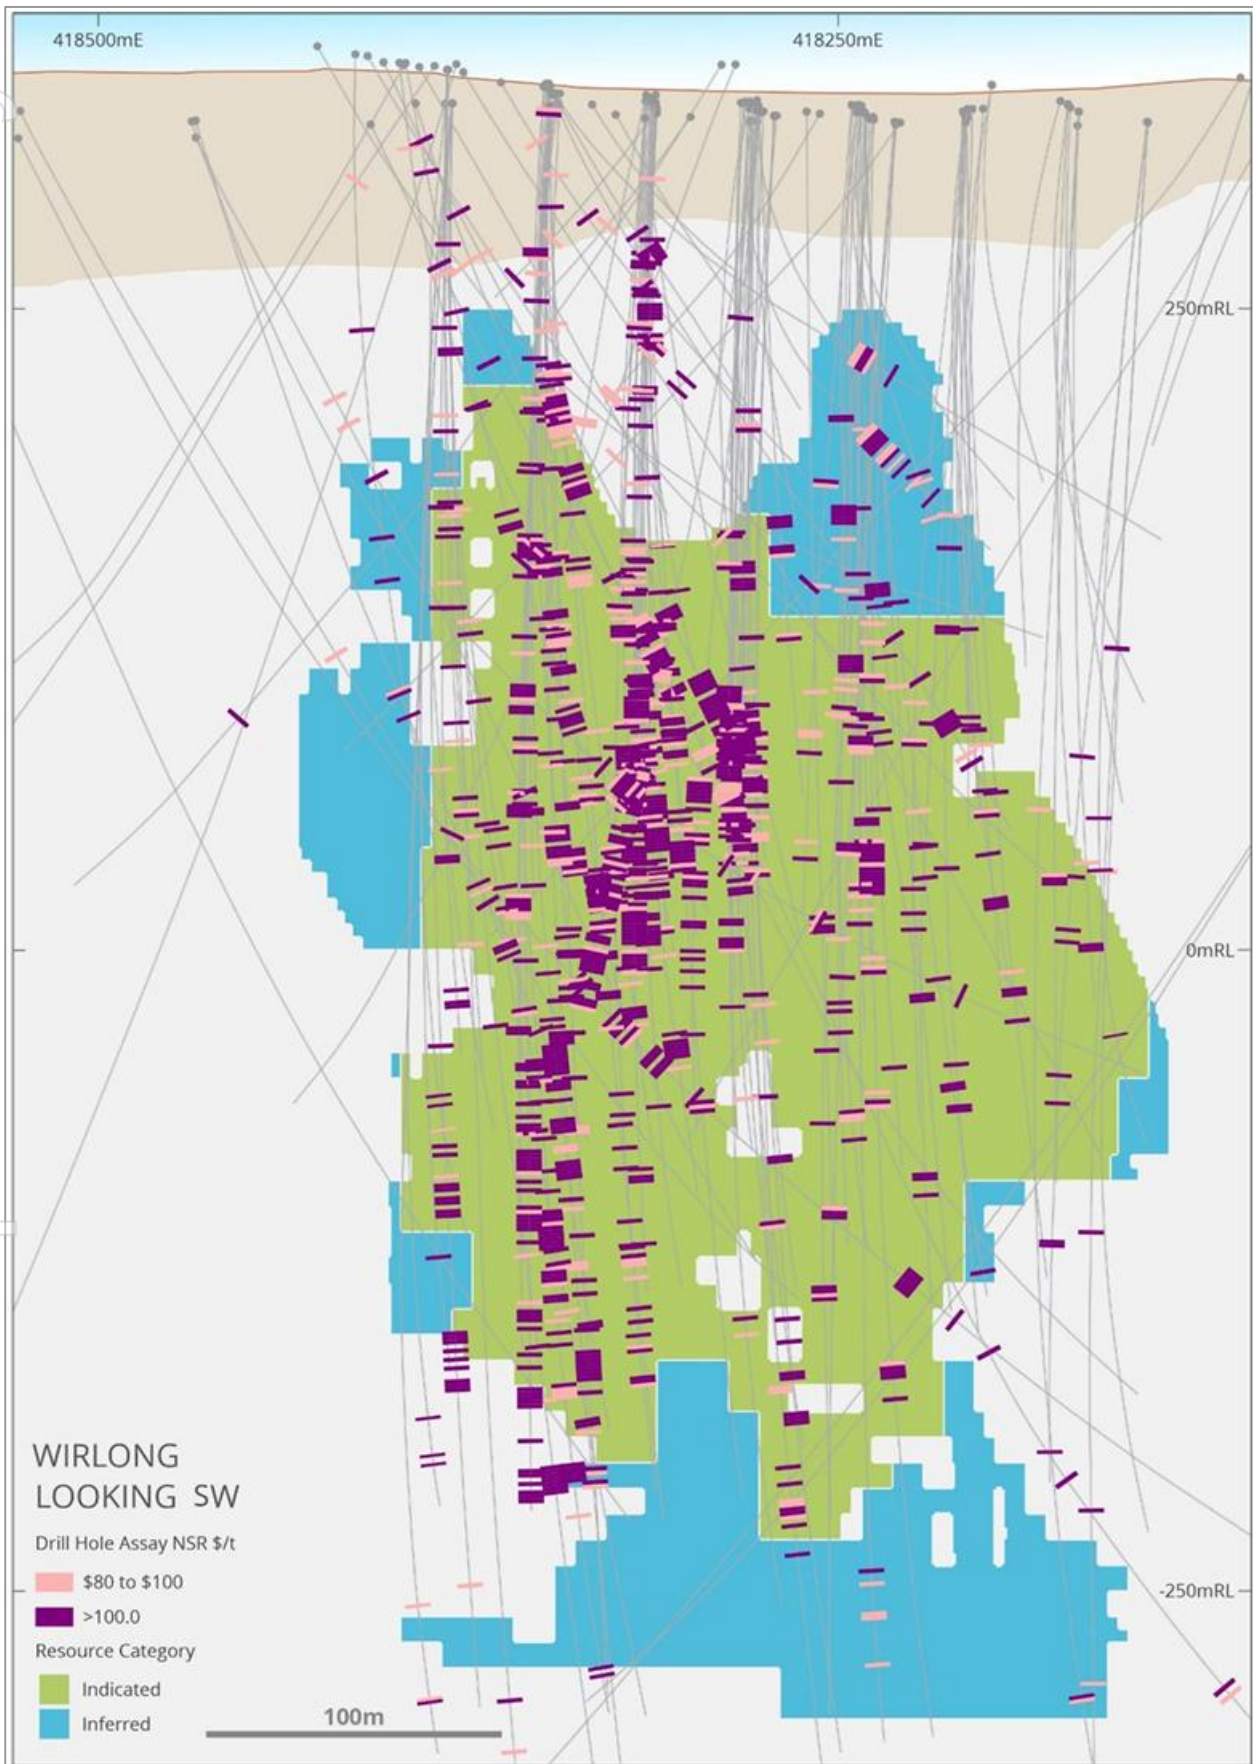 418500mE
418250mE
250mRL
0mRL
-250mRL
WIRLONG
LOOKING SW
Drill Hole Assay NSR $/t
$80 to $100
>100.0
Resource Category
Indicated
Inferred
100m